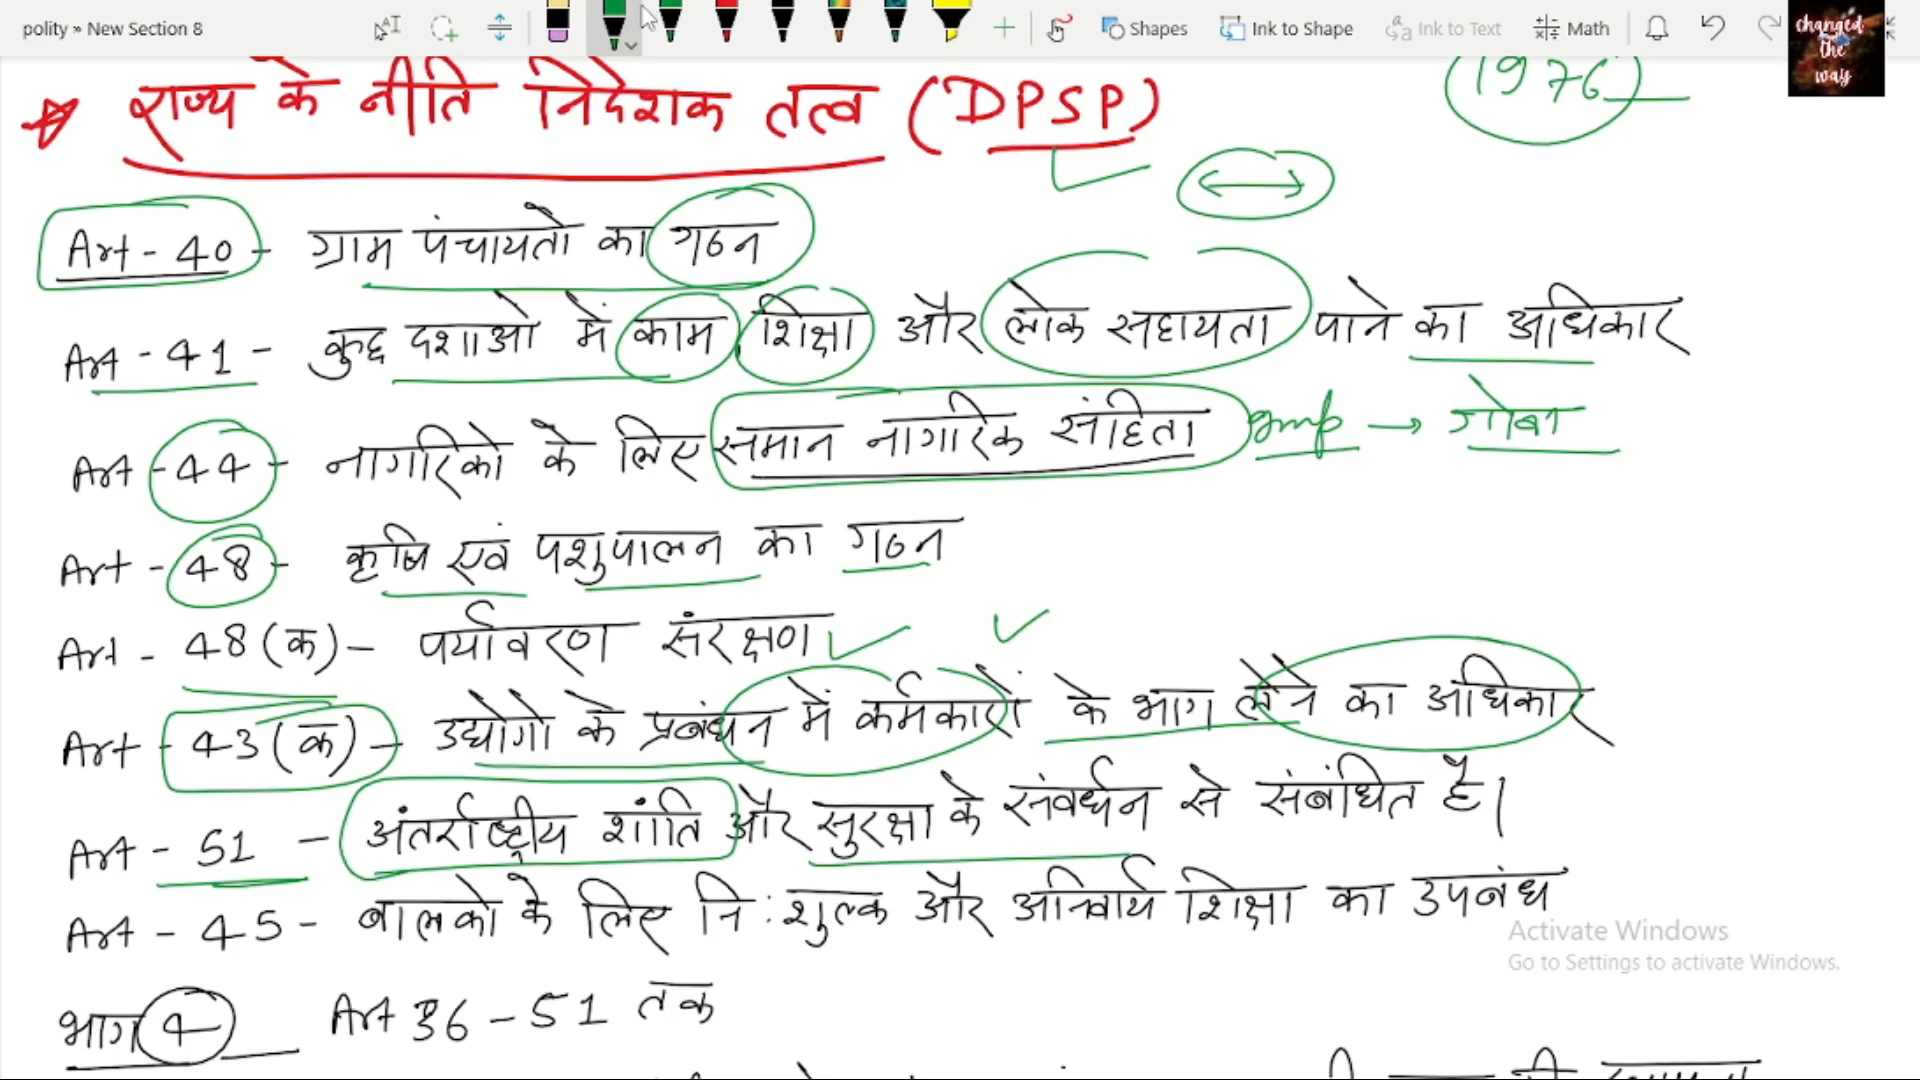 polity » New Section 8
Shapes
Ink to Shape
Ink to Text
Math
changed
the
way
राज्य के नीति निदेशक तत्व (DPSP)
(1976)
Art - 40 - ग्राम पंचायतो का गठन
Art - 41 - कुछ दशाओ में काम शिक्षा और लोक सहायता पाने का अधिकार
Art - 44 - नागरिको के लिए समान नागरिक संहिता Imp → गोवा
Art - 48 - कृषि एवं पशुपालन का गठन
Art - 48 (क) - पर्यावरण संरक्षण
Art - 43 (क) - उद्योगो के प्रबंधन में कर्मकारों के भाग लेने का अधिकार
Art - 51 - अंतर्राष्ट्रीय शांति और सुरक्षा के संवर्धन से संबंधित है।
Art - 45 - बालको के लिए नि:शुल्क और अनिवार्य शिक्षा का उपबंध
भाग 4 Art 36 - 51 तक
Activate Windows
Go to Settings to activate Windows.